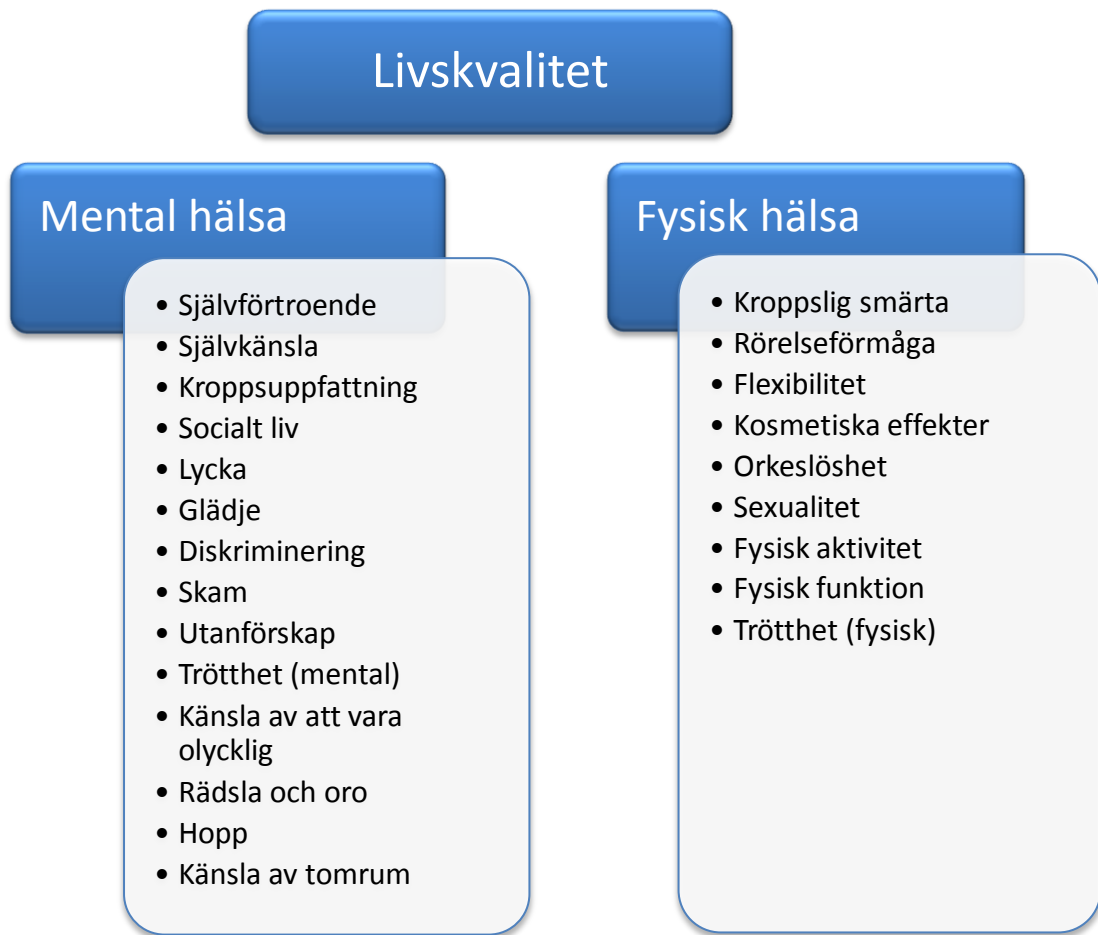 Livskvalitet
Mental hälsa
• Självförtroende
• Självkänsla
• Kroppsuppfattning
• Socialt liv
• Lycka
• Glädje
• Diskriminering
• Skam
• Utanförskap
• Trötthet (mental)
• Känsla av att vara
olycklig
• Rädsla och oro
• Hopp
• Känsla av tomrum
Fysisk hälsa
• Kroppslig smärta
• Rörelseförmåga
• Flexibilitet
• Kosmetiska effekter
• Orkeslöshet
• Sexualitet
• Fysisk aktivitet
• Fysisk funktion
• Trötthet (fysisk)